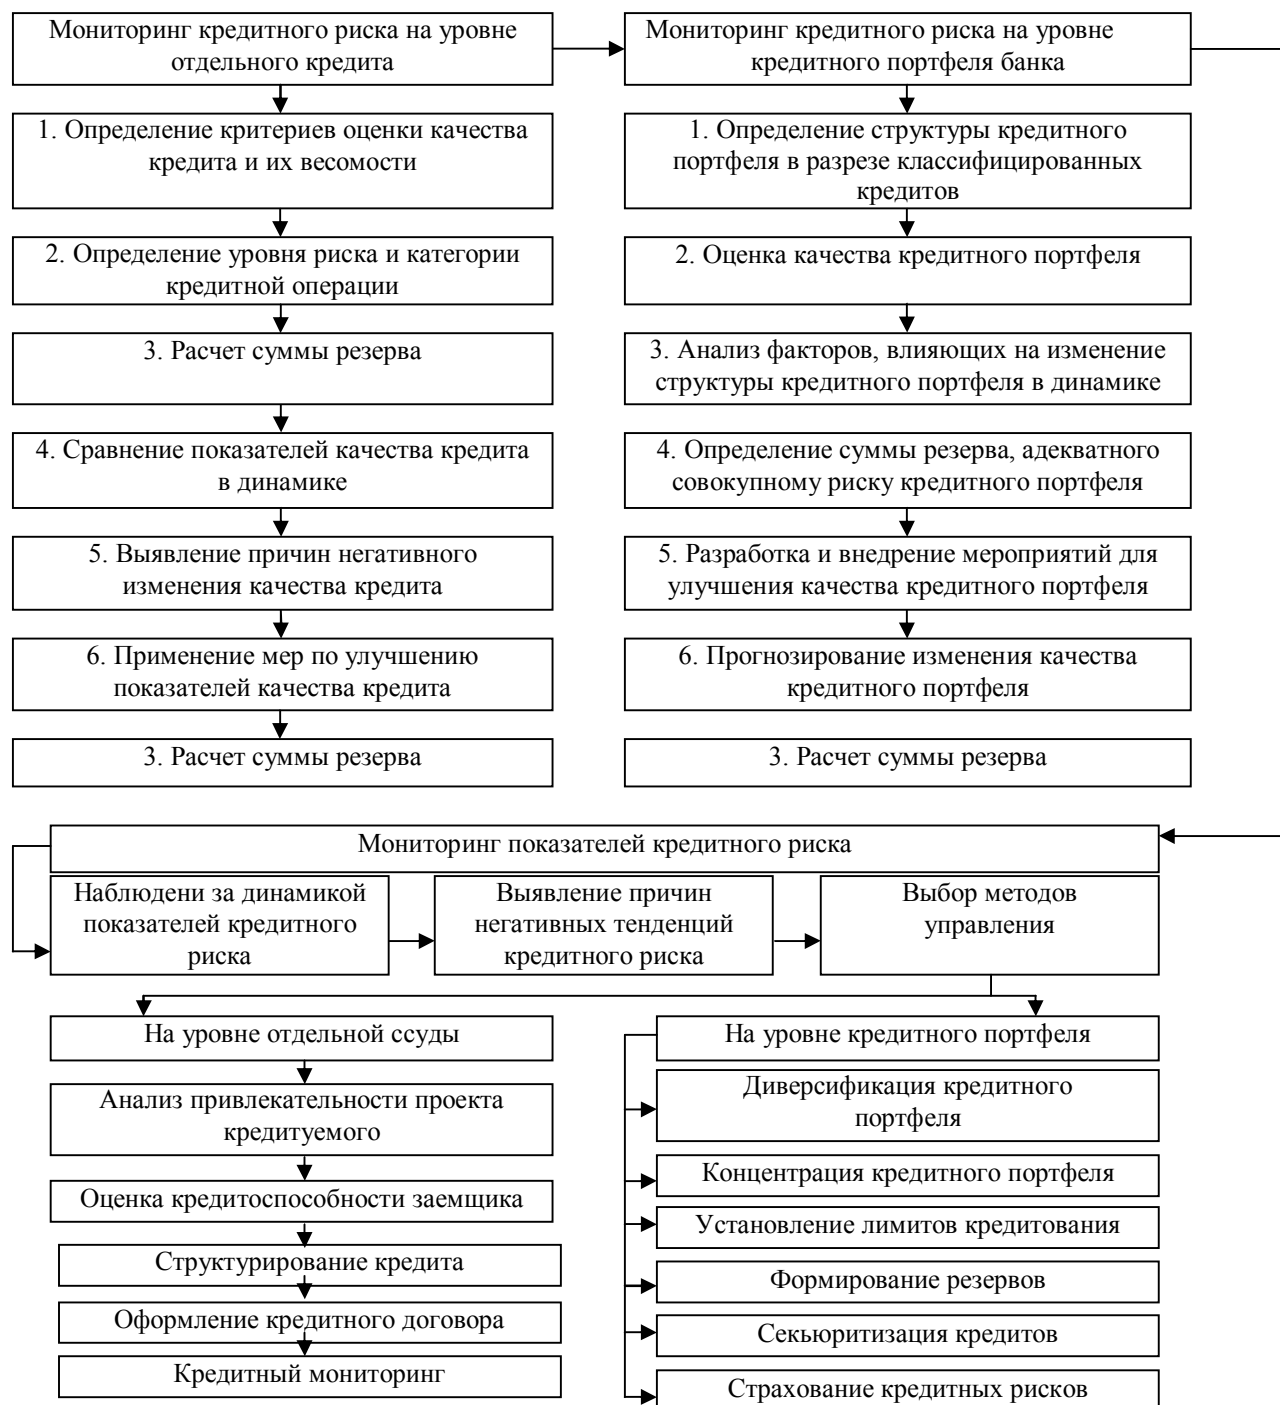 Мониторинг кредитного риска на уровне
отдельного кредита
Мониторинг кредитного риска на уровне
кредитного портфеля банка
1. Определение критериев оценки качества
кредита и их весомости
2. Определение уровня риска и категории
кредитной операции
3. Расчет суммы резерва
4. Сравнение показателей качества кредита
в динамике
5. Выявление причин негативного
изменения качества кредита
6. Применение мер по улучшению
показателей качества кредита
3. Расчет суммы резерва
1. Определение структуры кредитного
портфеля в разрезе классифицированных
кредитов
2. Оценка качества кредитного портфеля
3. Анализ факторов, влияющих на изменение
структуры кредитного портфеля в динамике
4. Определение суммы резерва, адекватного
совокупному риску кредитного портфеля
5. Разработка и внедрение мероприятий для
улучшения качества кредитного портфеля
6. Прогнозирование изменения качества
кредитного портфеля
3. Расчет суммы резерва
Мониторинг показателей кредитного риска
Наблюдени за динамикой
показателей кредитного
риска
Выявление причин
негативных тенденций
кредитного риска
Выбор методов
управления
На уровне отдельной ссуды
Анализ привлекательности проекта
кредитуемого
Оценка кредитоспособности заемщика
Структурирование кредита
Оформление кредитного договора
Кредитный мониторинг
На уровне кредитного портфеля
Диверсификация кредитного
портфеля
Концентрация кредитного портфеля
Установление лимитов кредитования
Формирование резервов
Секьюритизация кредитов
Страхование кредитных рисков